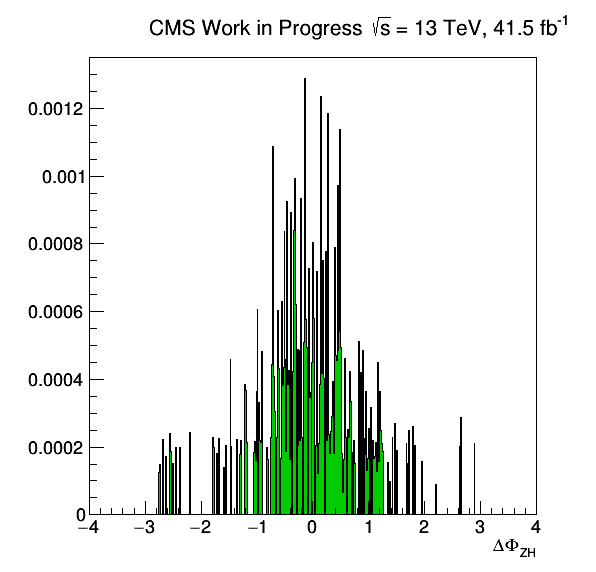 CMS Work in Progress √s = 13 TeV, 41.5 fb⁻¹
0.0012
0.001
0.0008
0.0006
0.0004
0.0002
0
−4 −3 −2 −1 0 1 2 3 4
ΔΦ_ZH